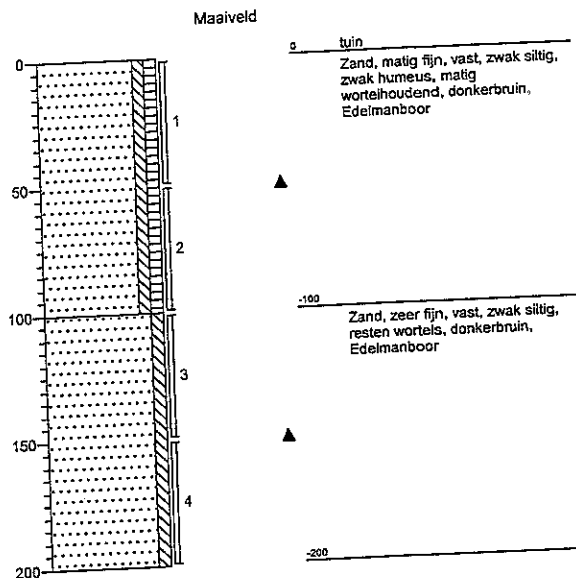 Maaiveld
0 tuin
Zand, matig fijn, vast, zwak siltig,
zwak humeus, matig
wortelhoudend, donkerbruin,
Edelmanboor
-100
Zand, zeer fijn, vast, zwak siltig,
resten wortels, donkerbruin,
Edelmanboor
-200
0
50
100
150
200
1
2
3
4